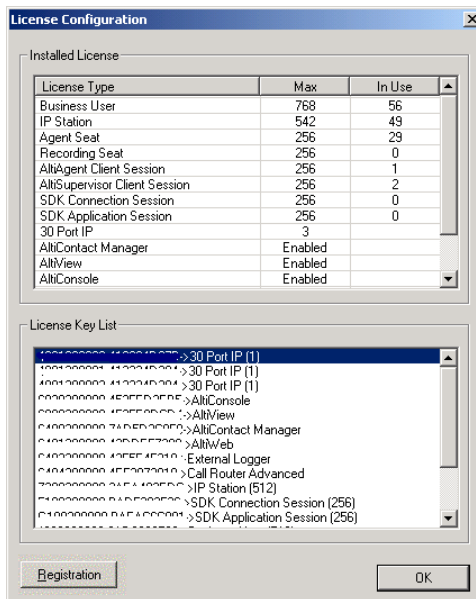 License Configuration
Installed License
License Type Max In Use
Business User 768 56
IP Station 542 49
Agent Seat 256 29
Recording Seat 256 0
AltiAgent Client Session 256 1
AltiSupervisor Client Session 256 2
SDK Connection Session 256 0
SDK Application Session 256 0
30 Port IP 3
AltiContact Manager Enabled
AltiView Enabled
AltiConsole Enabled
License Key List
->30 Port IP (1)
->30 Port IP (1)
->30 Port IP (1)
->AltiConsole
->AltiView
->AltiContact Manager
->AltiWeb
->External Logger
->Call Router Advanced
->IP Station (512)
->SDK Connection Session (256)
->SDK Application Session (256)
Registration OK